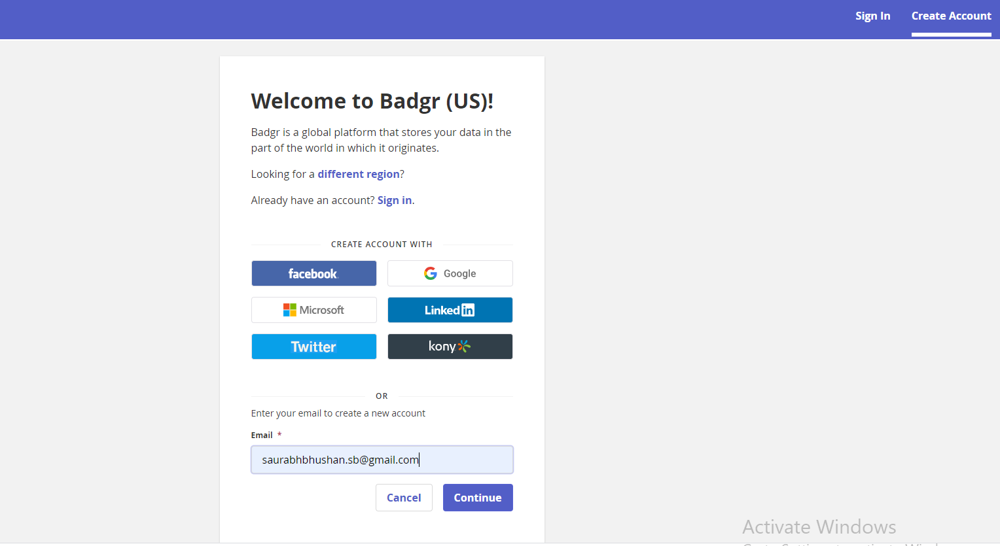 Sign In Create Account
Welcome to Badgr (US)!
Badgr is a global platform that stores your data in the
part of the world in which it originates.
Looking for a different region?
Already have an account? Sign in.
CREATE ACCOUNT WITH
facebook Google
Microsoft Linked in
Twitter kony
OR
Enter your email to create a new account
Email *
saurabhbhushan.sb@gmail.com
Cancel Continue
Activate Windows